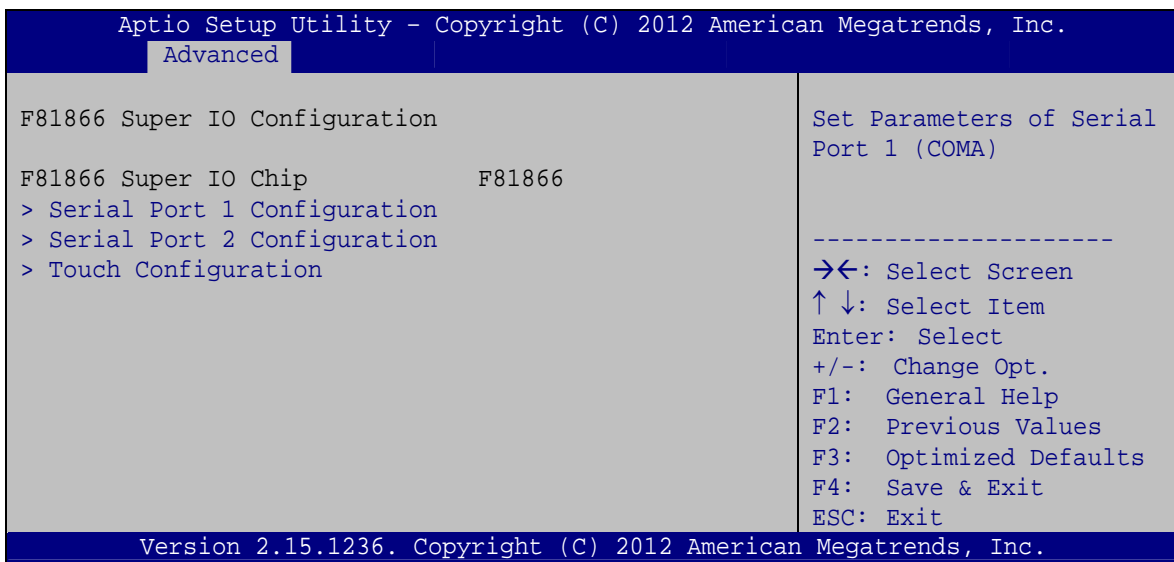 Aptio Setup Utility – Copyright (C) 2012 American Megatrends, Inc.
Advanced
F81866 Super IO Configuration
F81866 Super IO Chip F81866
> Serial Port 1 Configuration
> Serial Port 2 Configuration
> Touch Configuration
Set Parameters of Serial
Port 1 (COMA)
---------------------
→←: Select Screen
↑ ↓: Select Item
Enter: Select
+/-: Change Opt.
F1: General Help
F2: Previous Values
F3: Optimized Defaults
F4: Save & Exit
ESC: Exit
Version 2.15.1236. Copyright (C) 2012 American Megatrends, Inc.